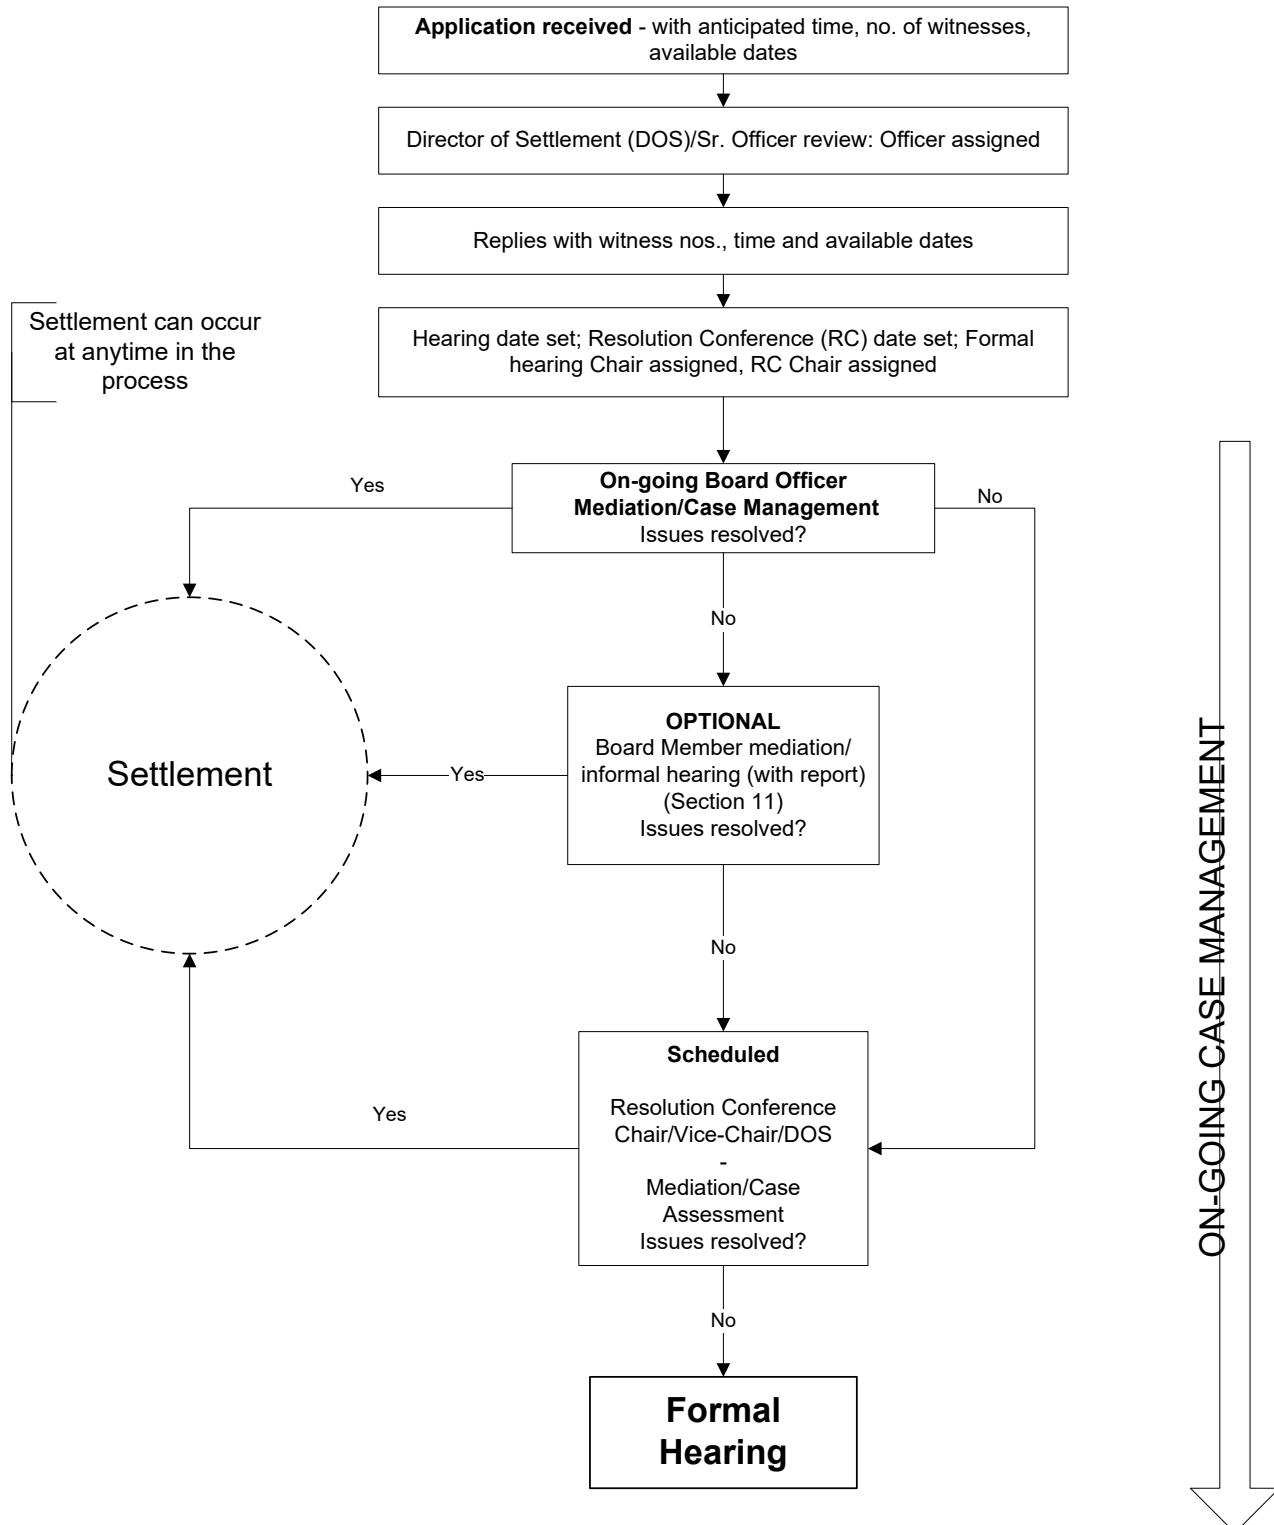 Application received - with anticipated time, no. of witnesses,
available dates
Director of Settlement (DOS)/Sr. Officer review: Officer assigned
Replies with witness nos., time and available dates
Settlement can occur
at anytime in the
process
Hearing date set; Resolution Conference (RC) date set; Formal
hearing Chair assigned, RC Chair assigned
On-going Board Officer
Mediation/Case Management
Issues resolved?
Yes
No
No
OPTIONAL
Board Member mediation/
informal hearing (with report)
(Section 11)
Issues resolved?
Yes
Settlement
No
Scheduled
Resolution Conference
Chair/Vice-Chair/DOS
-
Mediation/Case
Assessment
Issues resolved?
Yes
No
Formal
Hearing
ON-GOING CASE MANAGEMENT